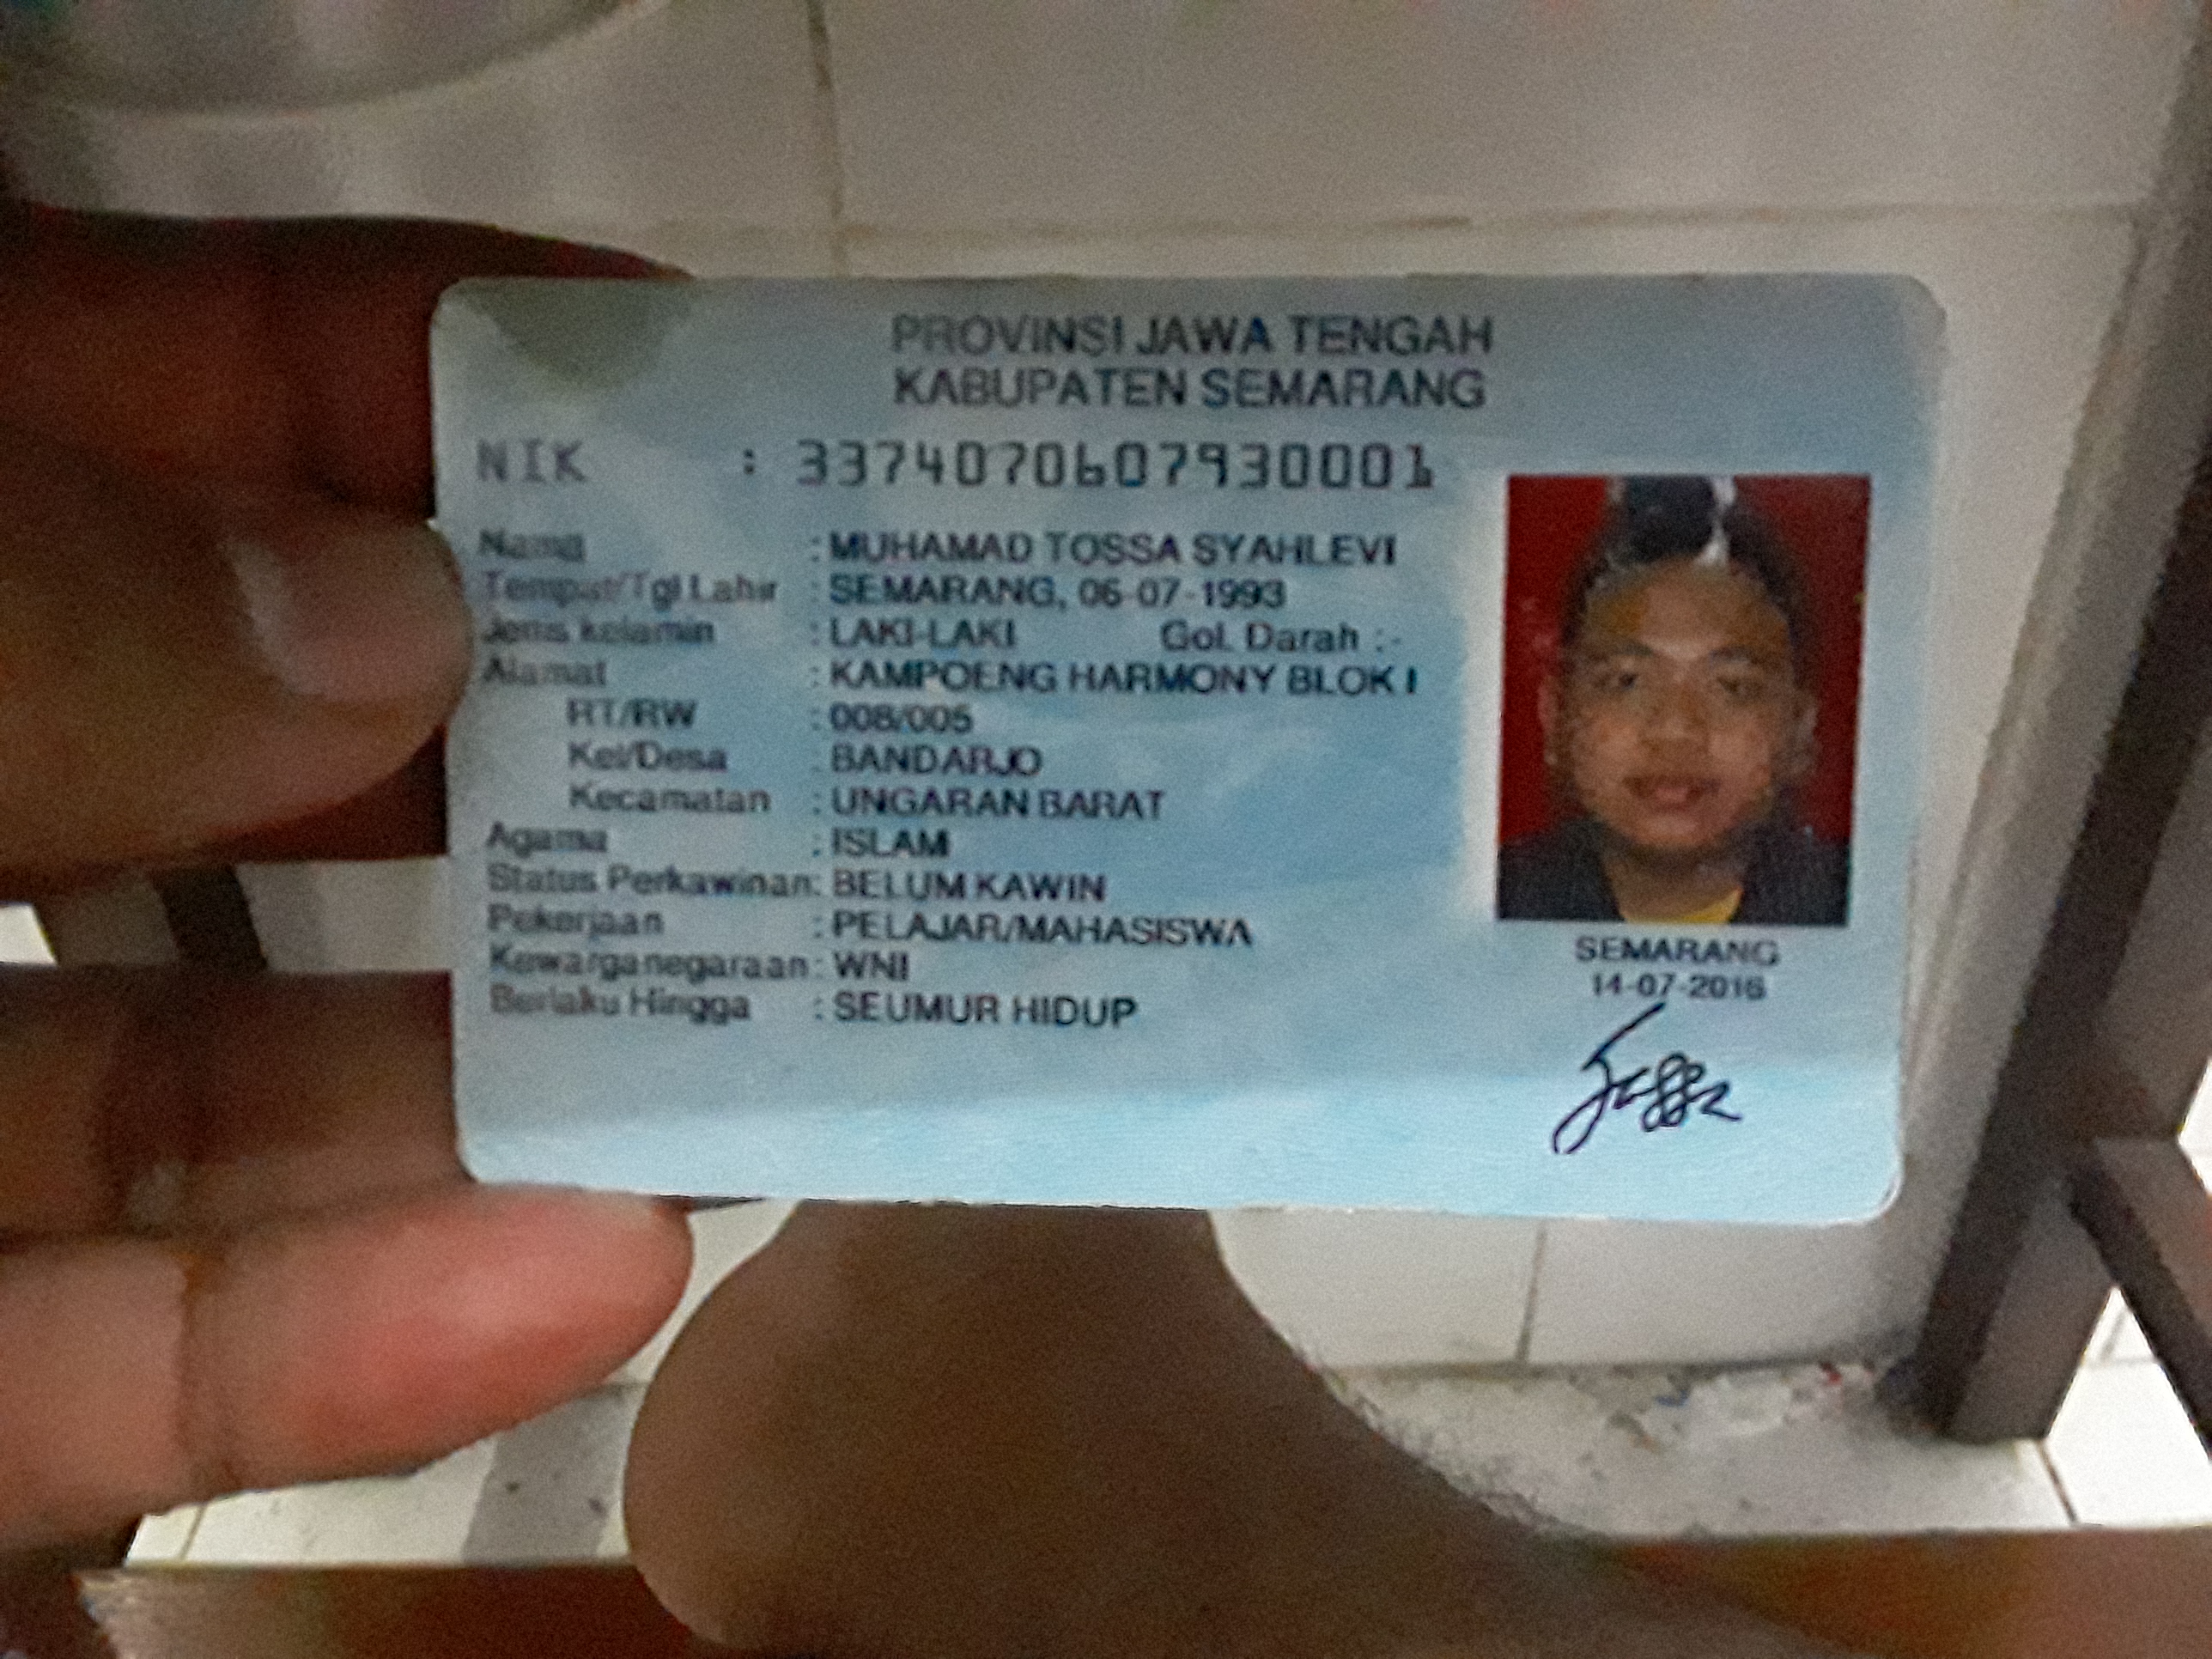 PROVINSI JAWA TENGAH
KABUPATEN SEMARANG
NIK : 3374070607930001
Nama : MUHAMAD TOSSA SYAHLEVI
Tempat/Tgl Lahir : SEMARANG, 06-07-1993
Jenis kelamin : LAKI-LAKI Gol. Darah : -
Alamat : KAMPOENG HARMONY BLOK I
RT/RW : 008/005
Kel/Desa : BANDARJO
Kecamatan : UNGARAN BARAT
Agama : ISLAM
Status Perkawinan: BELUM KAWIN
Pekerjaan : PELAJAR/MAHASISWA
Kewarganegaraan: WNI
Berlaku Hingga : SEUMUR HIDUP
SEMARANG
14-07-2016